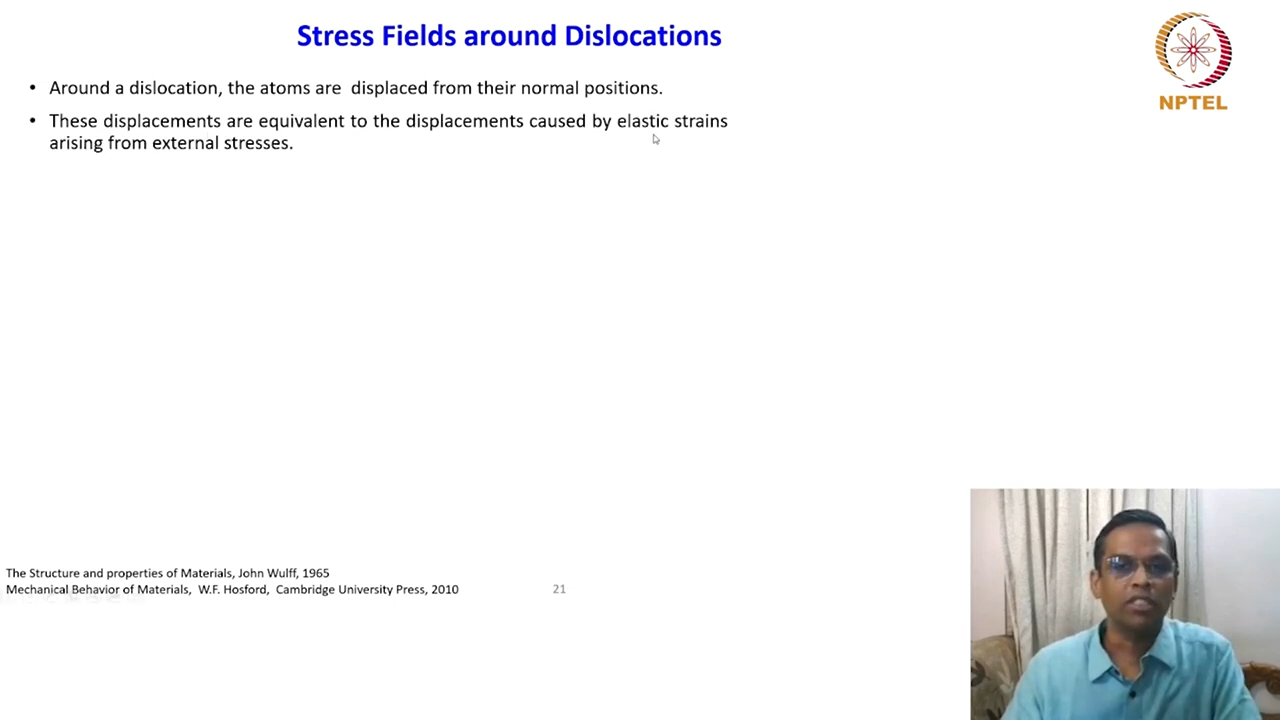 Stress Fields around Dislocations
NPTEL
• Around a dislocation, the atoms are displaced from their normal positions.
• These displacements are equivalent to the displacements caused by elastic strains
arising from external stresses.
The Structure and properties of Materials, John Wulff, 1965
Mechanical Behavior of Materials, W.F. Hosford, Cambridge University Press, 2010
21